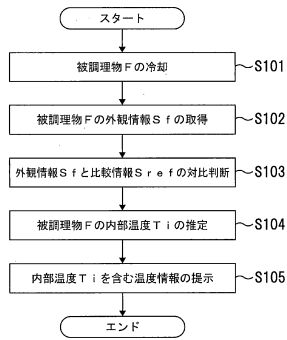 スタート
被調理物Ｆの冷却
S101
被調理物Ｆの外観情報Ｓｆの取得
S102
外観情報Ｓｆと比較情報Ｓｒｅｆの対比判断
S103
被調理物Ｆの内部温度Ｔｉの推定
S104
内部温度Ｔｉを含む温度情報の提示
S105
エンド